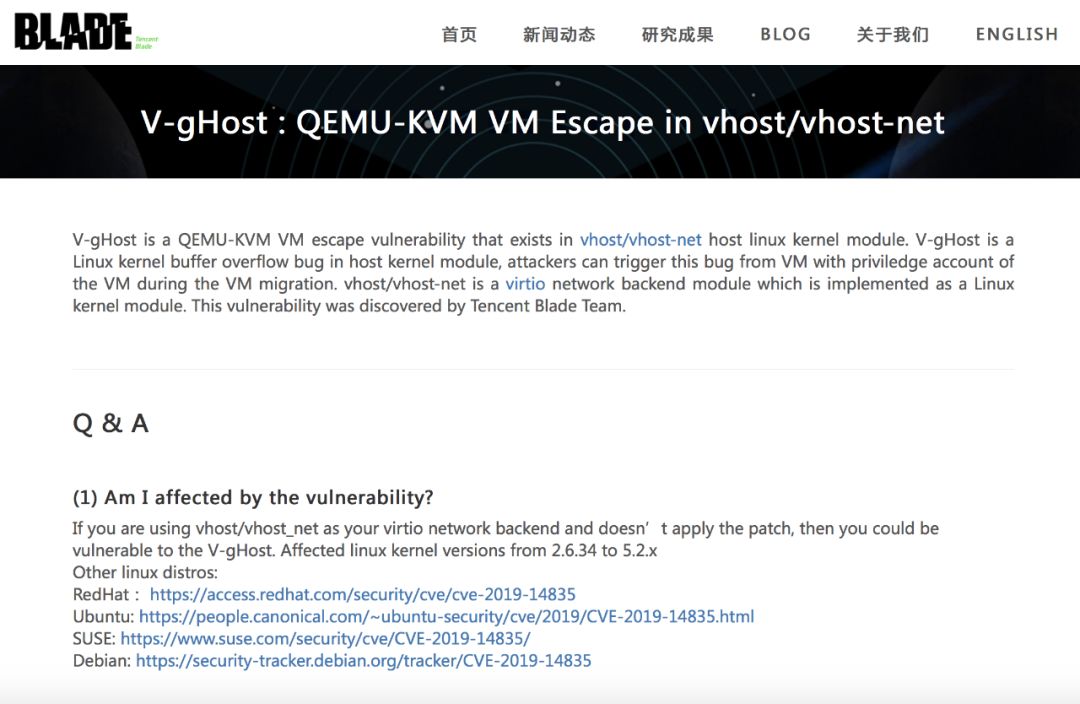 BLADE Tencent Blade
首页 新闻动态 研究成果 BLOG 关于我们 ENGLISH
V-gHost : QEMU-KVM VM Escape in vhost/vhost-net
V-gHost is a QEMU-KVM VM escape vulnerability that exists in vhost/vhost-net host linux kernel module. V-gHost is a
Linux kernel buffer overflow bug in host kernel module, attackers can trigger this bug from VM with priviledge account of
the VM during the VM migration. vhost/vhost-net is a virtio network backend module which is implemented as a Linux
kernel module. This vulnerability was discovered by Tencent Blade Team.
Q & A
(1) Am I affected by the vulnerability?
If you are using vhost/vhost_net as your virtio network backend and doesn’t apply the patch, then you could be
vulnerable to the V-gHost. Affected linux kernel versions from 2.6.34 to 5.2.x
Other linux distros:
RedHat： https://access.redhat.com/security/cve/cve-2019-14835
Ubuntu: https://people.canonical.com/~ubuntu-security/cve/2019/CVE-2019-14835.html
SUSE: https://www.suse.com/security/cve/CVE-2019-14835/
Debian: https://security-tracker.debian.org/tracker/CVE-2019-14835